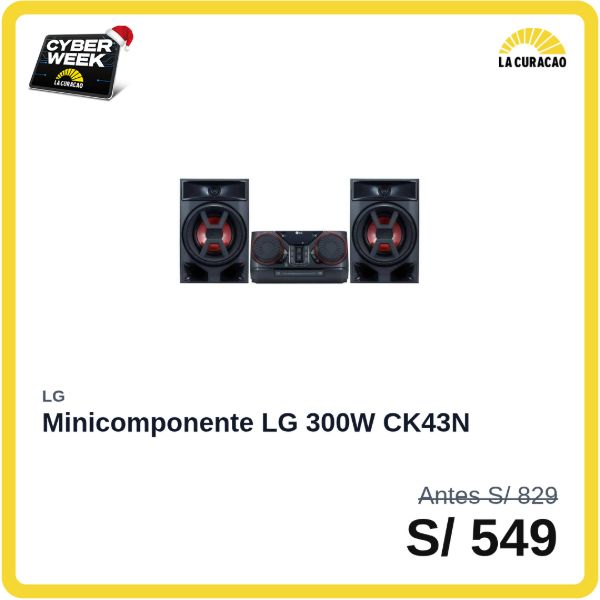 CYBER
WEEK
LA CURACAO
LA CURACAO
LG
Minicomponente LG 300W CK43N
Antes S/ 829
S/ 549